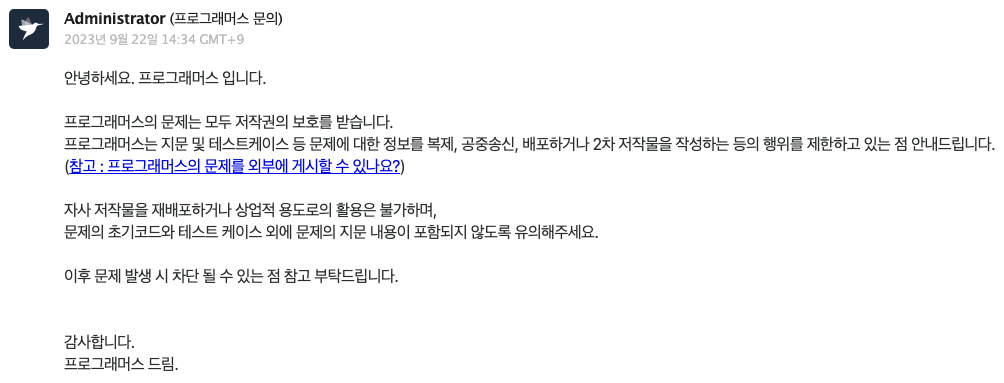 Administrator (프로그래머스 문의)
2023년 9월 22일 14:34 GMT+9
안녕하세요. 프로그래머스 입니다.
프로그래머스의 문제는 모두 저작권의 보호를 받습니다.
프로그래머스는 지문 및 테스트케이스 등 문제에 대한 정보를 복제, 공중송신, 배포하거나 2차 저작물을 작성하는 등의 행위를 제한하고 있는 점 안내드립니다.
(참고 : 프로그래머스의 문제를 외부에 게시할 수 있나요?)
자사 저작물을 재배포하거나 상업적 용도로의 활용은 불가하며,
문제의 초기코드와 테스트 케이스 외에 문제의 지문 내용이 포함되지 않도록 유의해주세요.
이후 문제 발생 시 차단 될 수 있는 점 참고 부탁드립니다.
감사합니다.
프로그래머스 드림.